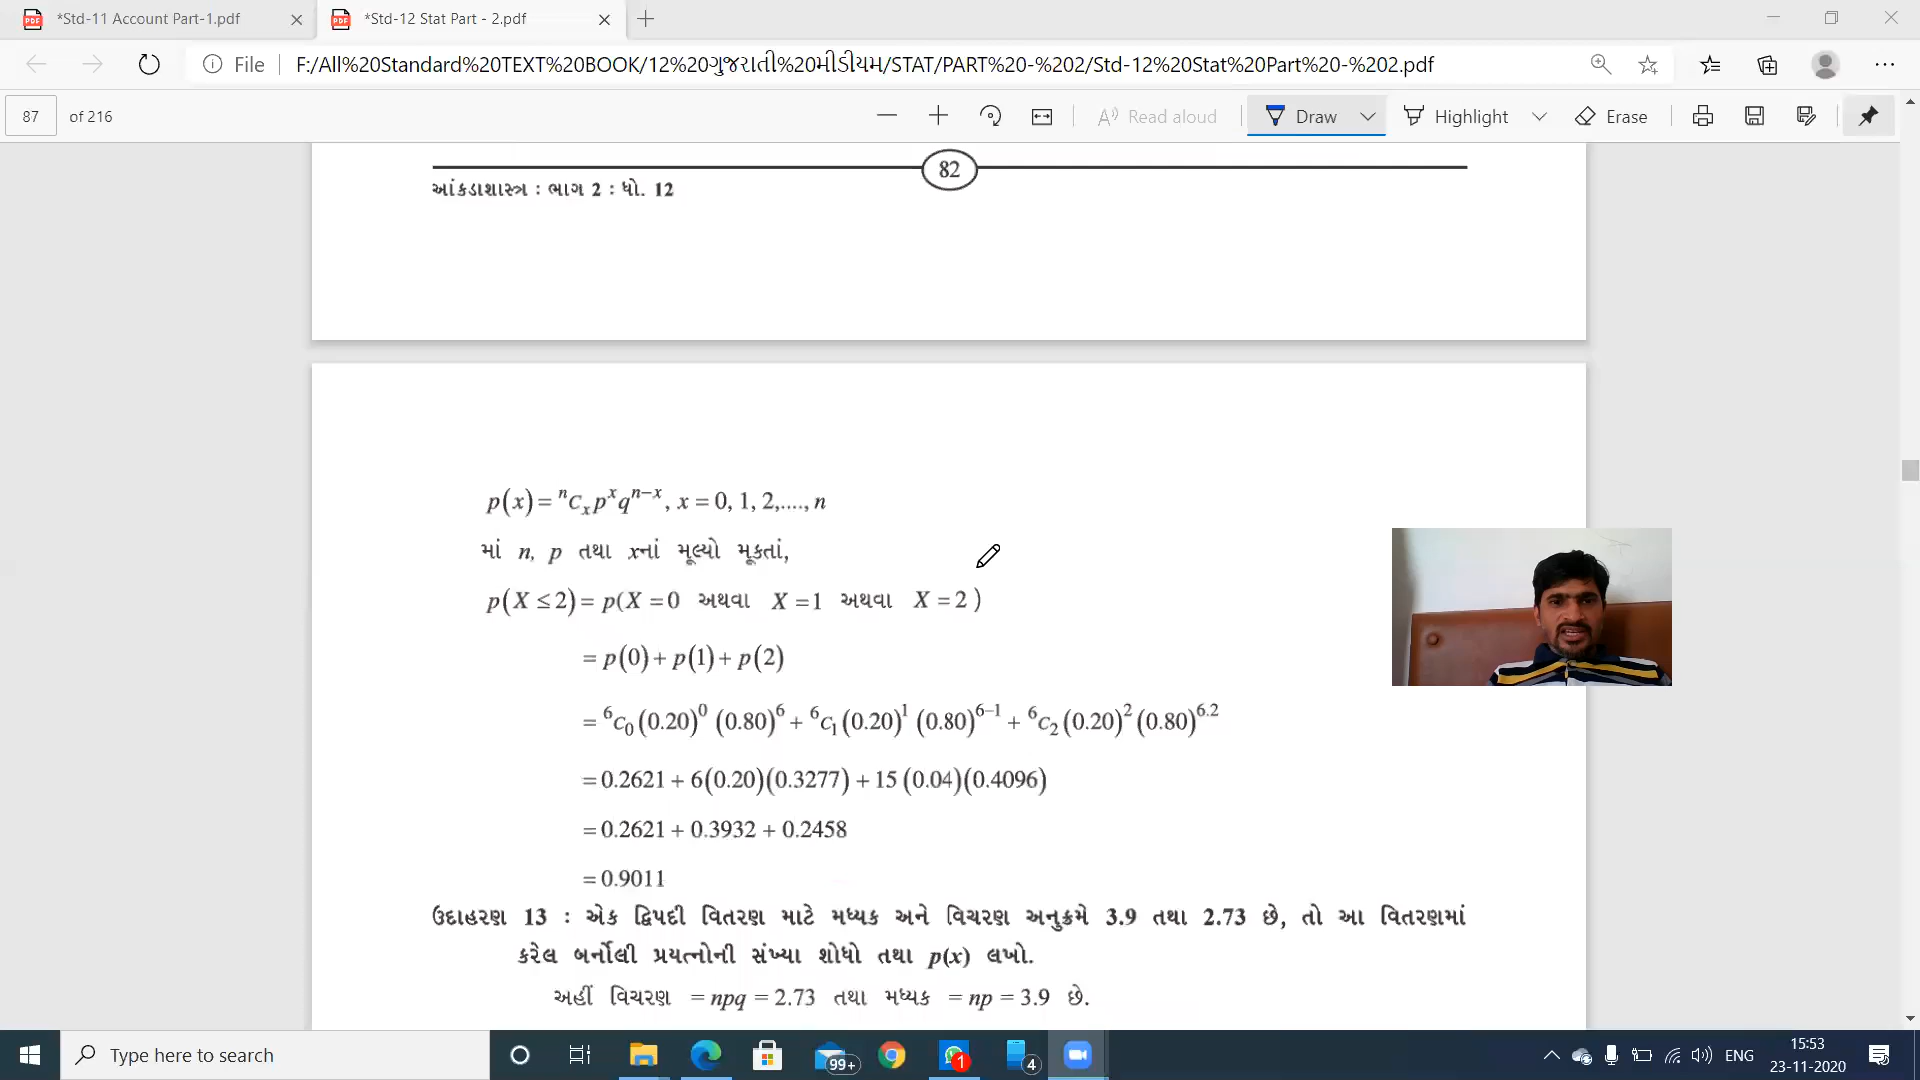 *Std-11 Account Part-1.pdf
*Std-12 Stat Part - 2.pdf
File
F:/All%20Standard%20TEXT%20BOOK/12%20ગુજરાતી%20મીડીયમ/STAT/PART%20-%202/Std-12%20Stat%20Part%20-%202.pdf
87 of 216
Read aloud
Draw
Highlight
Erase
82
આંકડાશાસ્ત્ર : ભાગ 2 : ધો. 12
p(x) = ⁿCₓ pˣ qⁿ⁻ˣ, x = 0, 1, 2,...., n
માં n, p તથા xનાં મૂલ્યો મૂકતાં,
p(X ≤ 2) = p(X = 0 અથવા X = 1 અથવા X = 2 )
= p(0) + p(1) + p(2)
= ⁶C₀ (0.20)⁰ (0.80)⁶ + ⁶C₁ (0.20)¹ (0.80)⁶⁻¹ + ⁶C₂ (0.20)² (0.80)⁶·²
= 0.2621 + 6(0.20)(0.3277) + 15 (0.04)(0.4096)
= 0.2621 + 0.3932 + 0.2458
= 0.9011
ઉદાહરણ 13 : એક દ્વિપદી વિતરણ માટે મધ્યક અને વિચરણ અનુક્રમે 3.9 તથા 2.73 છે, તો આ વિતરણમાં
કરેલ બર્નોલી પ્રયત્નોની સંખ્યા શોધો તથા p(x) લખો.
અહીં વિચરણ = npq = 2.73 તથા મધ્યક = np = 3.9 છે.
Type here to search
99+
1
4
ENG
15:53
23-11-2020